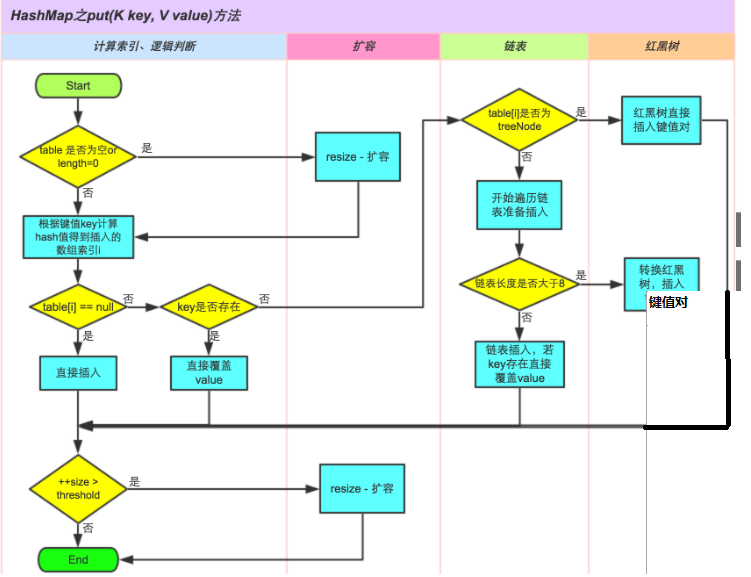 HashMap之put(K key, V value)方法
计算索引、逻辑判断
扩容
链表
红黑树
Start
table 是否为空or
length=0
是
否
resize - 扩容
根据键值key计算
hash值得到插入的
数组索引i
table[i] == null
否
是
key是否存在
否
是
直接插入
直接覆盖
value
table[i]是否为
treeNode
是
否
红黑树直接
插入键值对
开始遍历链
表准备插入
链表长度是否大于8
是
否
转换红黑
树，插入
键值对
链表插入，若
key存在直接
覆盖value
++size >
threshold
是
否
resize - 扩容
End